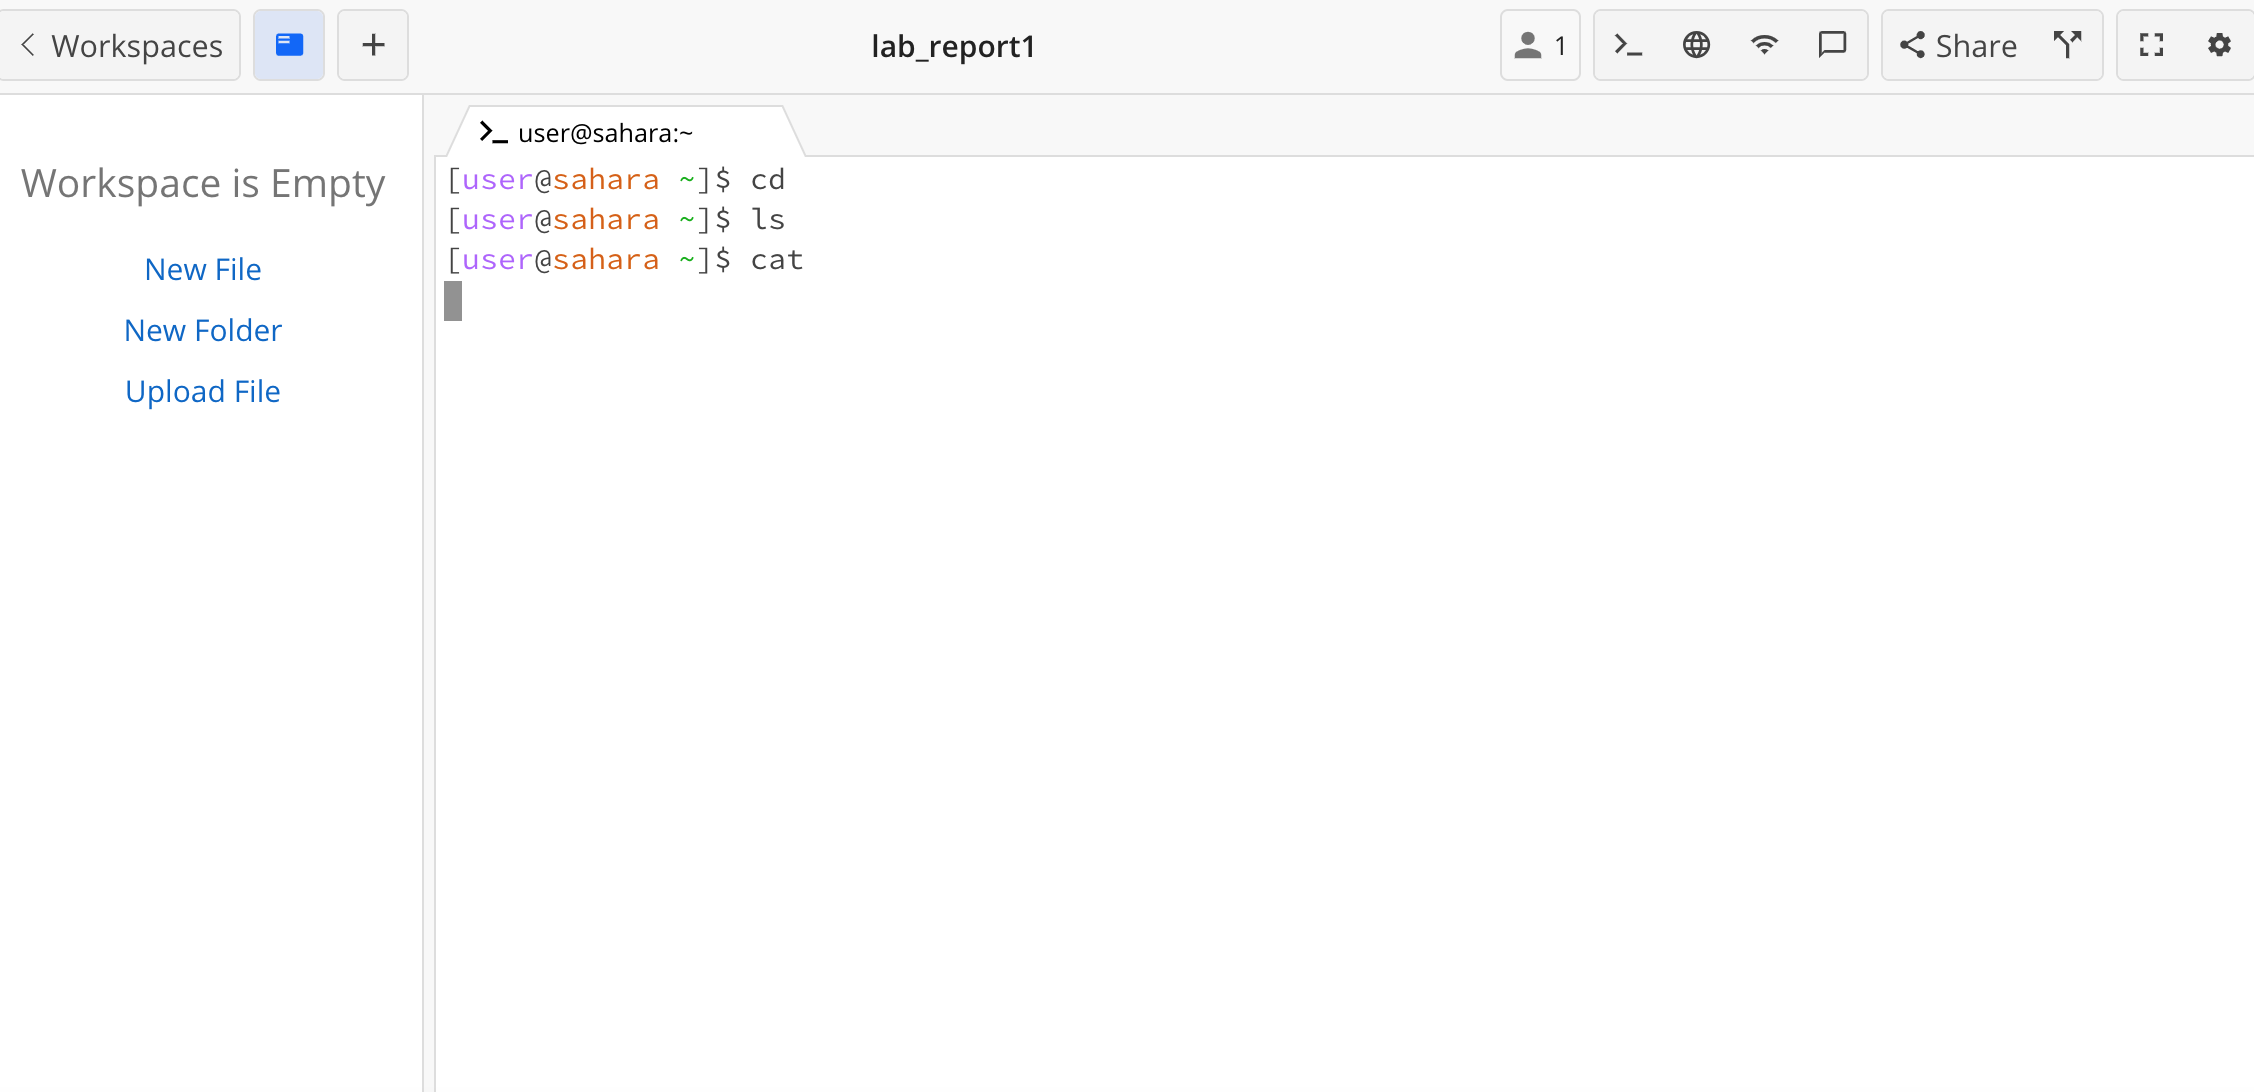 Workspaces
lab_report1
1
Share
Workspace is Empty
New File
New Folder
Upload File
user@sahara:~
[user@sahara ~]$ cd
[user@sahara ~]$ ls
[user@sahara ~]$ cat